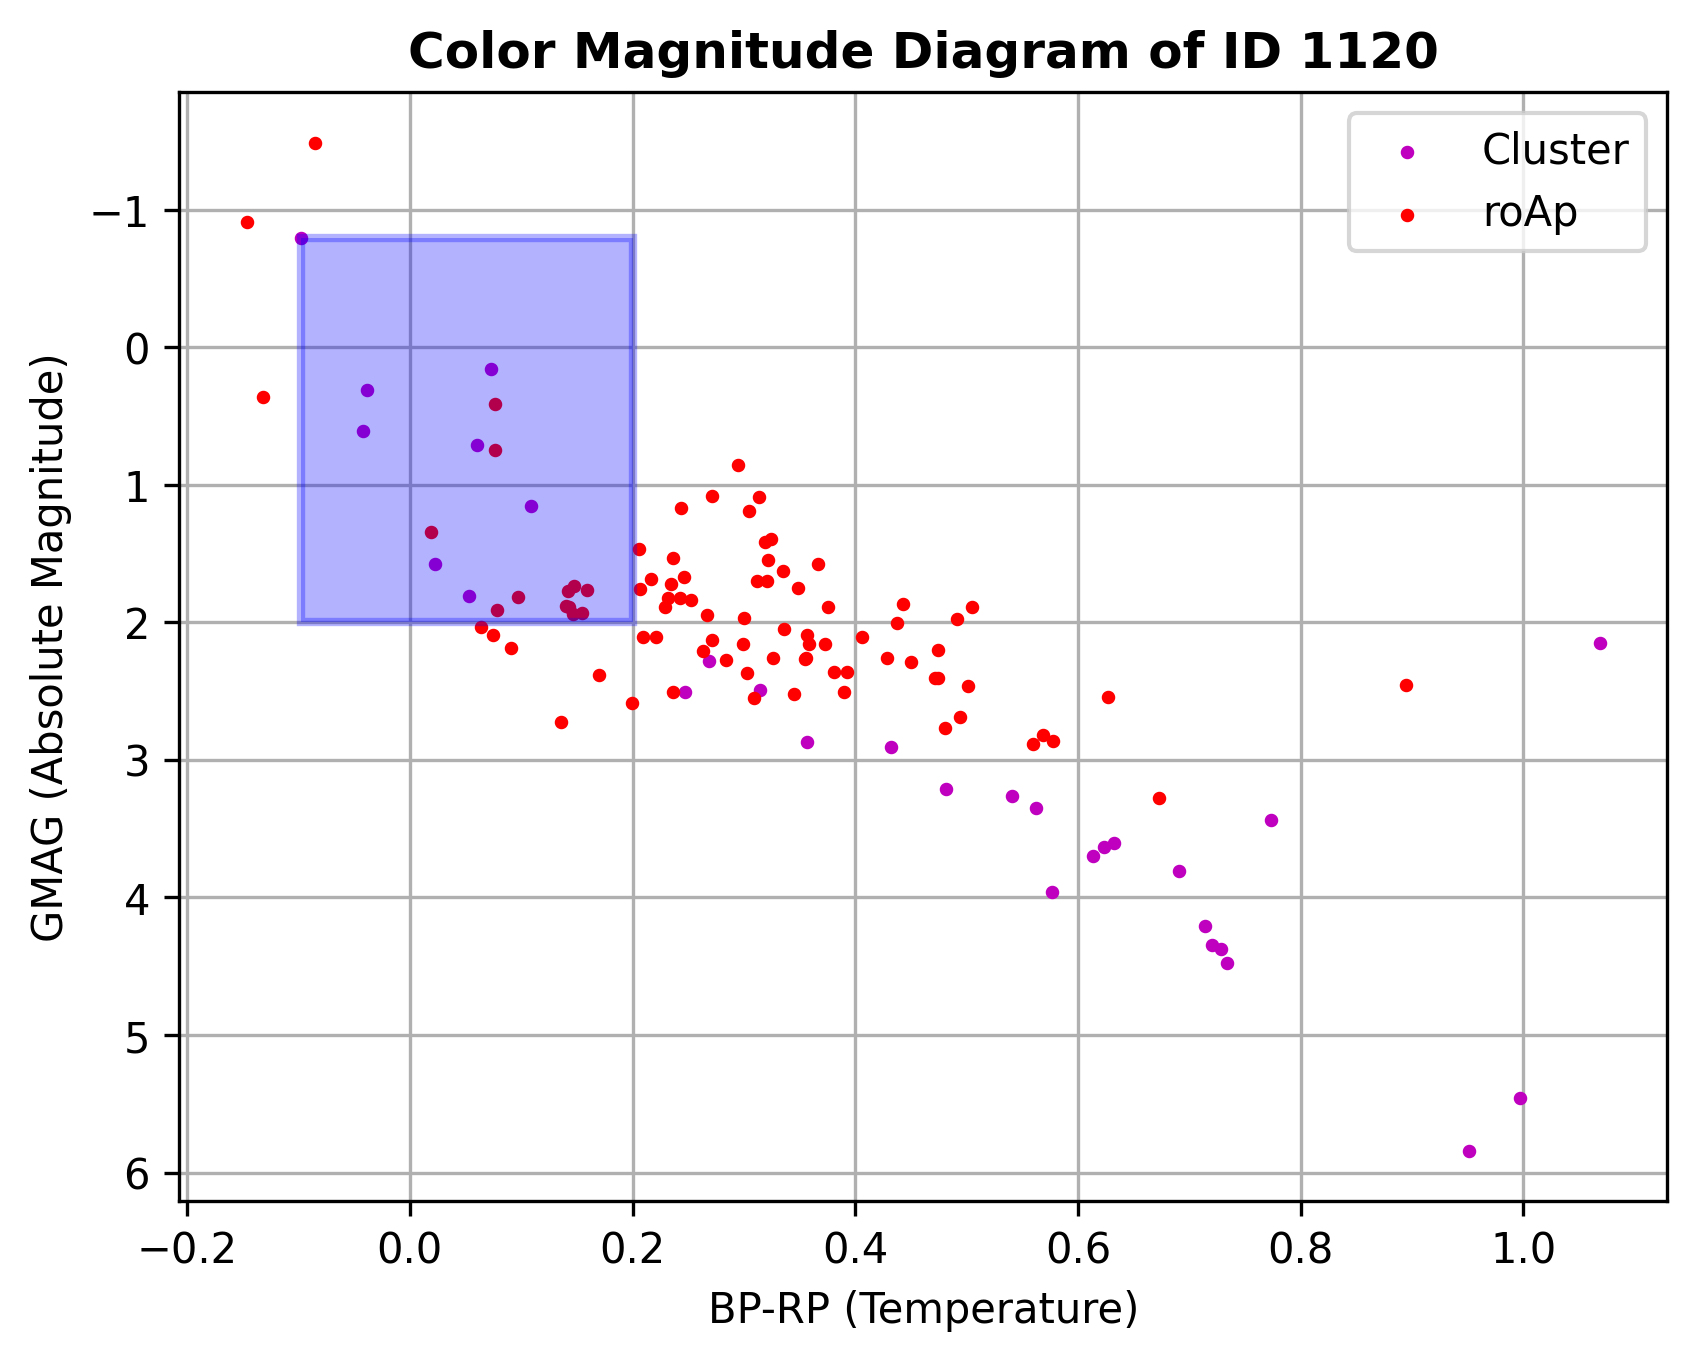 Color Magnitude Diagram of ID 1120
Cluster
roAp
−1
0
1
2
3
4
5
6
GMAG (Absolute Magnitude)
−0.2 0.0 0.2 0.4 0.6 0.8 1.0
BP-RP (Temperature)